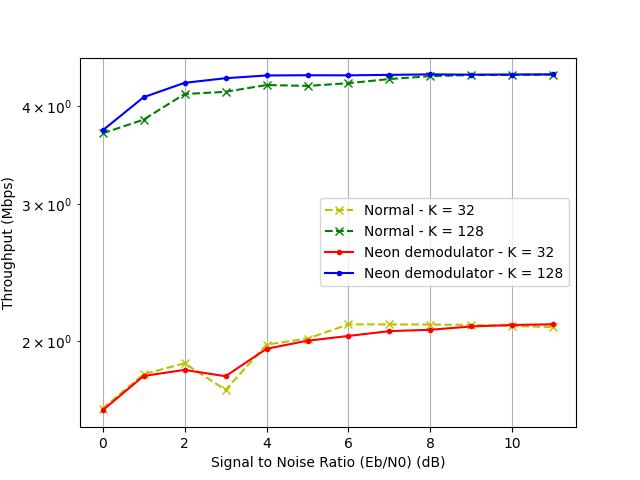 4 × 10⁰
3 × 10⁰
2 × 10⁰
Throughput (Mbps)
Normal - K = 32
Normal - K = 128
Neon demodulator - K = 32
Neon demodulator - K = 128
0 2 4 6 8 10
Signal to Noise Ratio (Eb/N0) (dB)